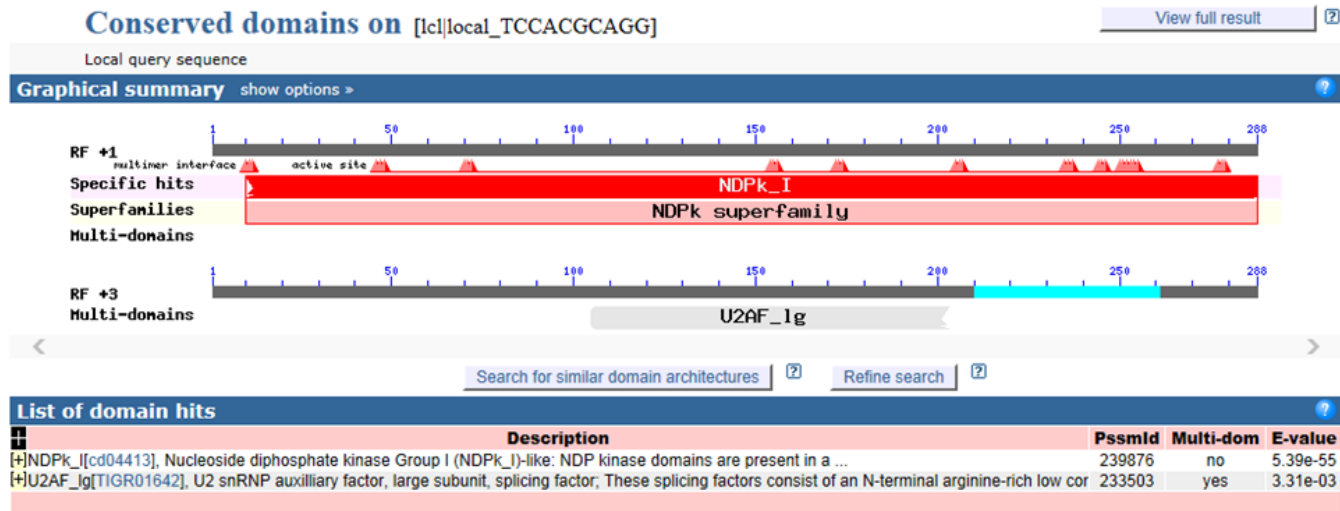 Conserved domains on [lcl|local_TCCACGCAGG]
View full result ?
Local query sequence
Graphical summary show options » ?
1 50 100 150 200 250 288
RF +1
multimer interface active site
Specific hits NDPk_I
Superfamilies NDPk superfamily
Multi-domains
1 50 100 150 200 250 288
RF +3
Multi-domains U2AF_lg
< >
Search for similar domain architectures ? Refine search ?
List of domain hits ?
+ Description PssmId Multi-dom E-value
[+]NDPk_I[cd04413], Nucleoside diphosphate kinase Group I (NDPk_I)-like: NDP kinase domains are present in a ... 239876 no 5.39e-55
[+]U2AF_lg[TIGR01642], U2 snRNP auxilliary factor, large subunit, splicing factor; These splicing factors consist of an N-terminal arginine-rich low cor 233503 yes 3.31e-03